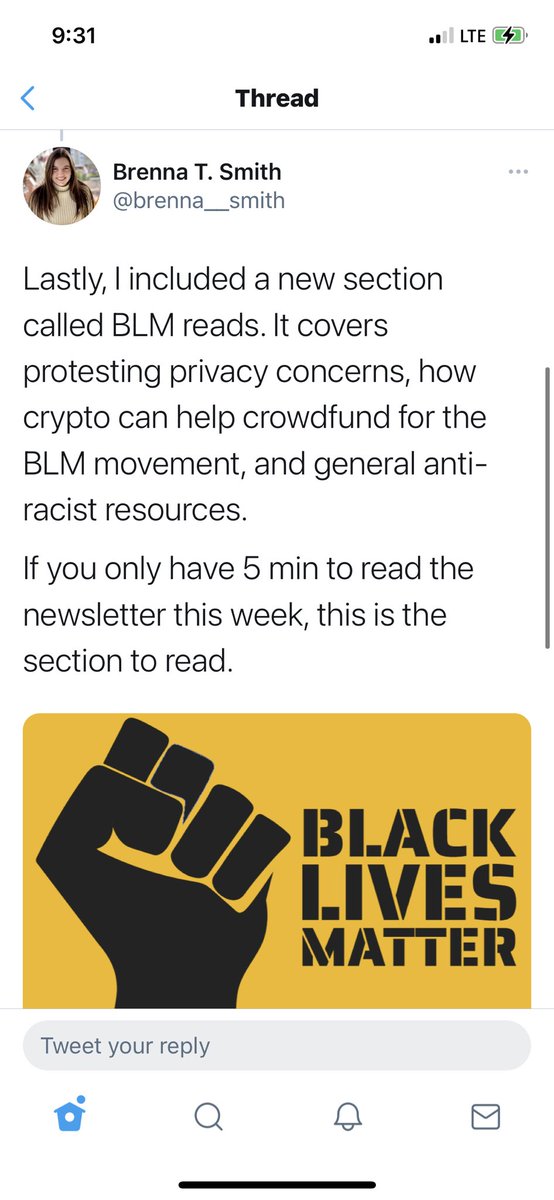 9:31
LTE
Thread
Brenna T. Smith
@brenna__smith
Lastly, I included a new section
called BLM reads. It covers
protesting privacy concerns, how
crypto can help crowdfund for the
BLM movement, and general anti-
racist resources.
If you only have 5 min to read the
newsletter this week, this is the
section to read.
BLACK
LIVES
MATTER
Tweet your reply